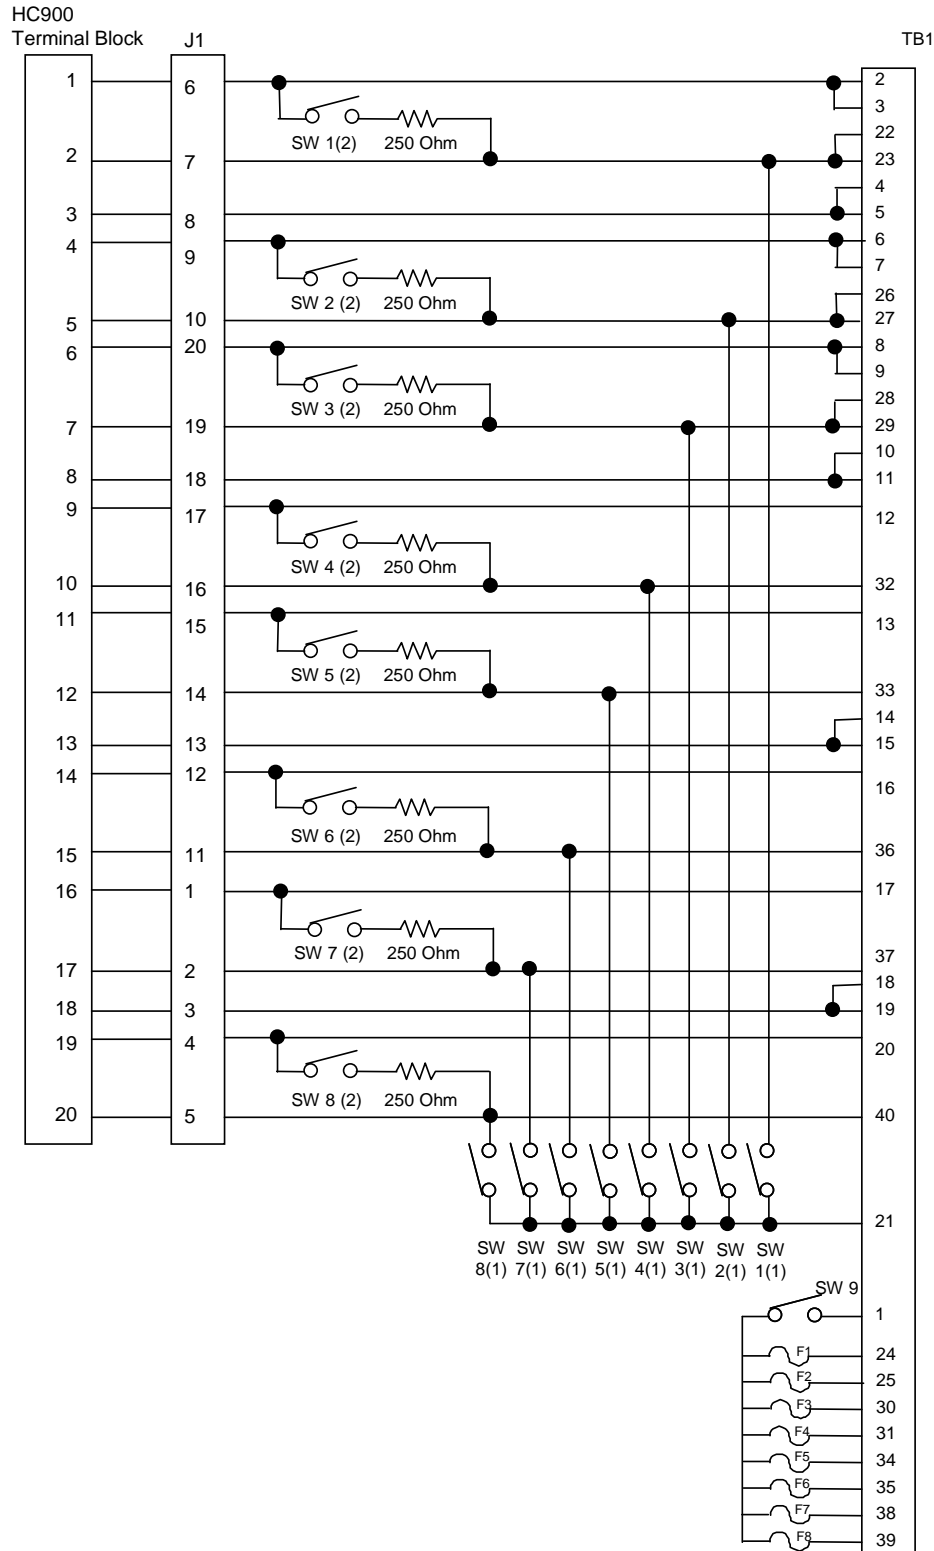 HC900
Terminal Block J1 TB1
1 6 2
3
SW 1(2) 250 Ohm
22
2 7 23
4
3 8 5
4 9 6
7
SW 2 (2) 250 Ohm
26
5 10 27
6 20 8
9
SW 3 (2) 250 Ohm
28
7 19 29
10
8 18 11
9 17 12
SW 4 (2) 250 Ohm
10 16 32
11 15 13
SW 5 (2) 250 Ohm
12 14 33
14
13 13 15
14 12 16
SW 6 (2) 250 Ohm
15 11 36
16 1 17
SW 7 (2) 250 Ohm
17 2 37
18
18 3 19
19 4 20
SW 8 (2) 250 Ohm
20 5 40
21
SW SW SW SW SW SW SW SW
8(1) 7(1) 6(1) 5(1) 4(1) 3(1) 2(1) 1(1)
SW 9
1
F1 24
F2 25
F3 30
F4 31
F5 34
F6 35
F7 38
F8 39